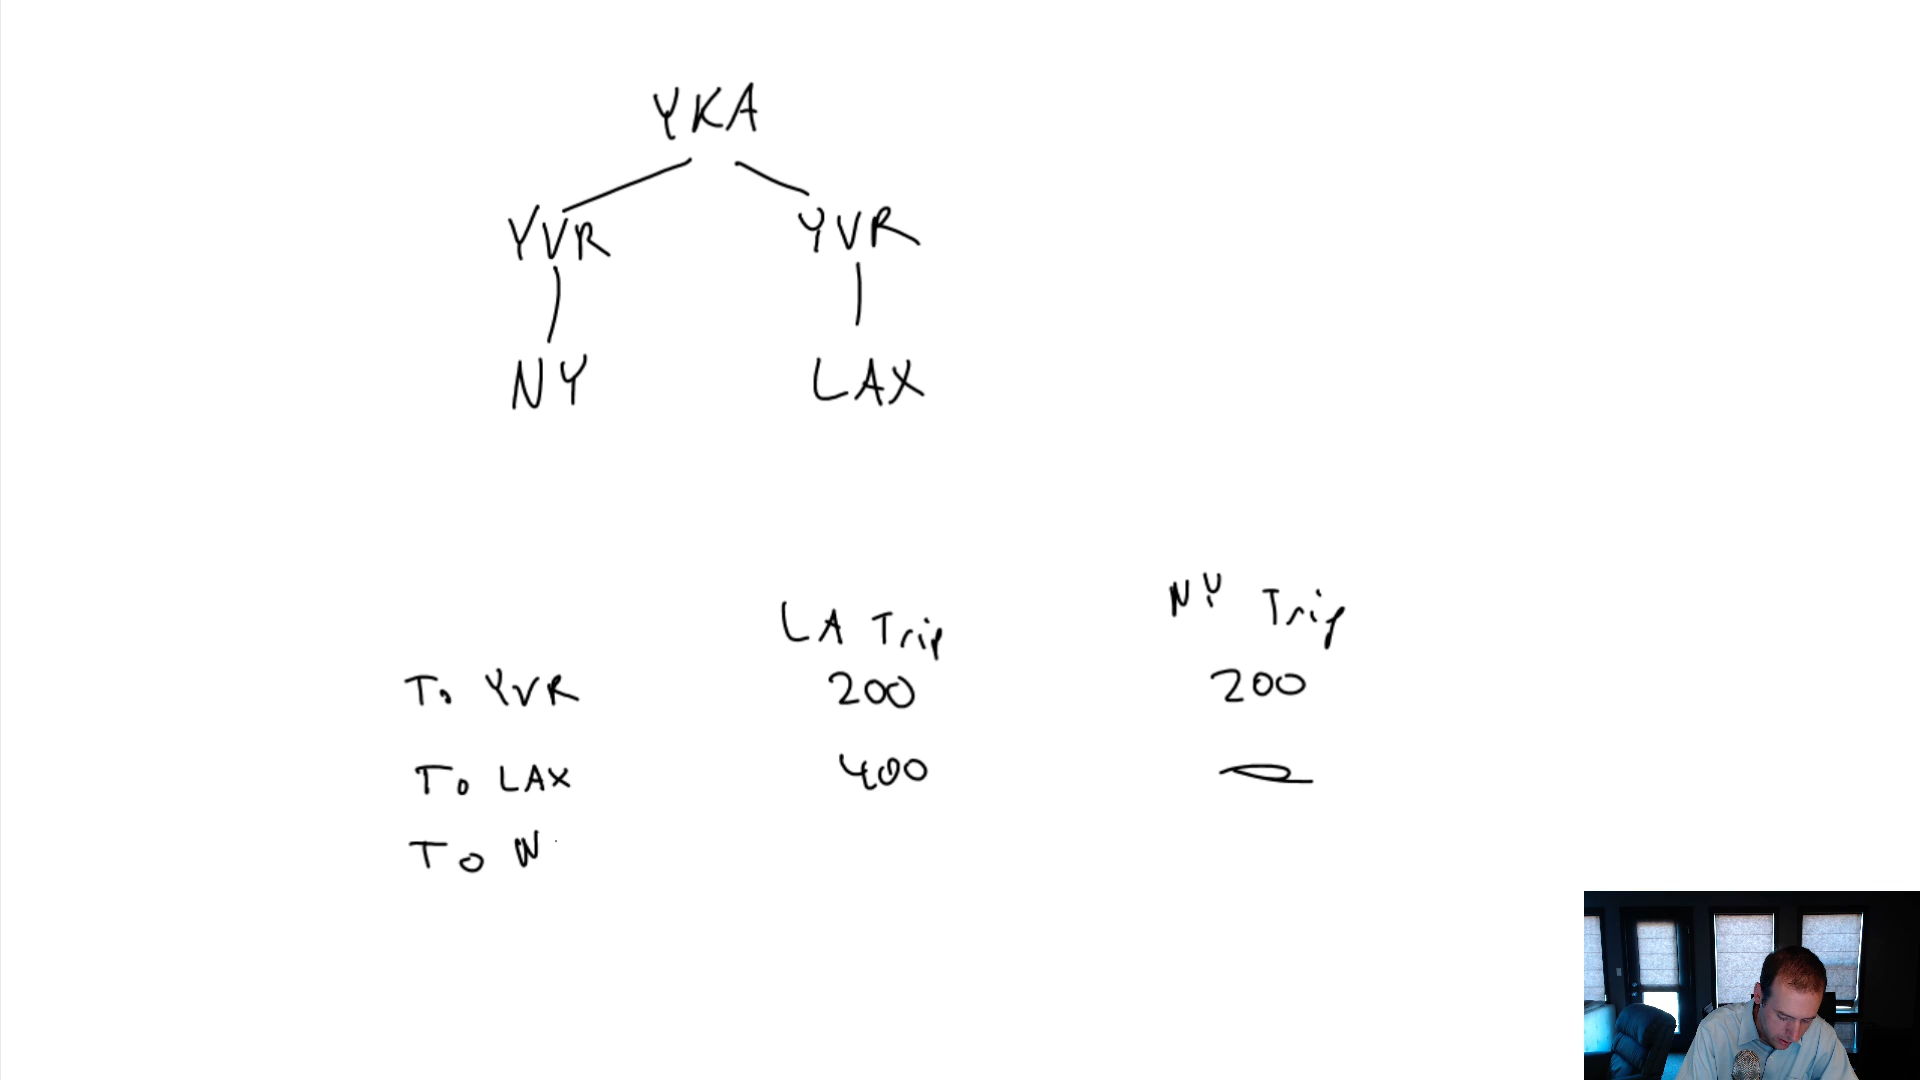 YKA
YVR YVR
NY LAX
LA Trip NY Trip
To YVR 200 200
To LAX 400
To N